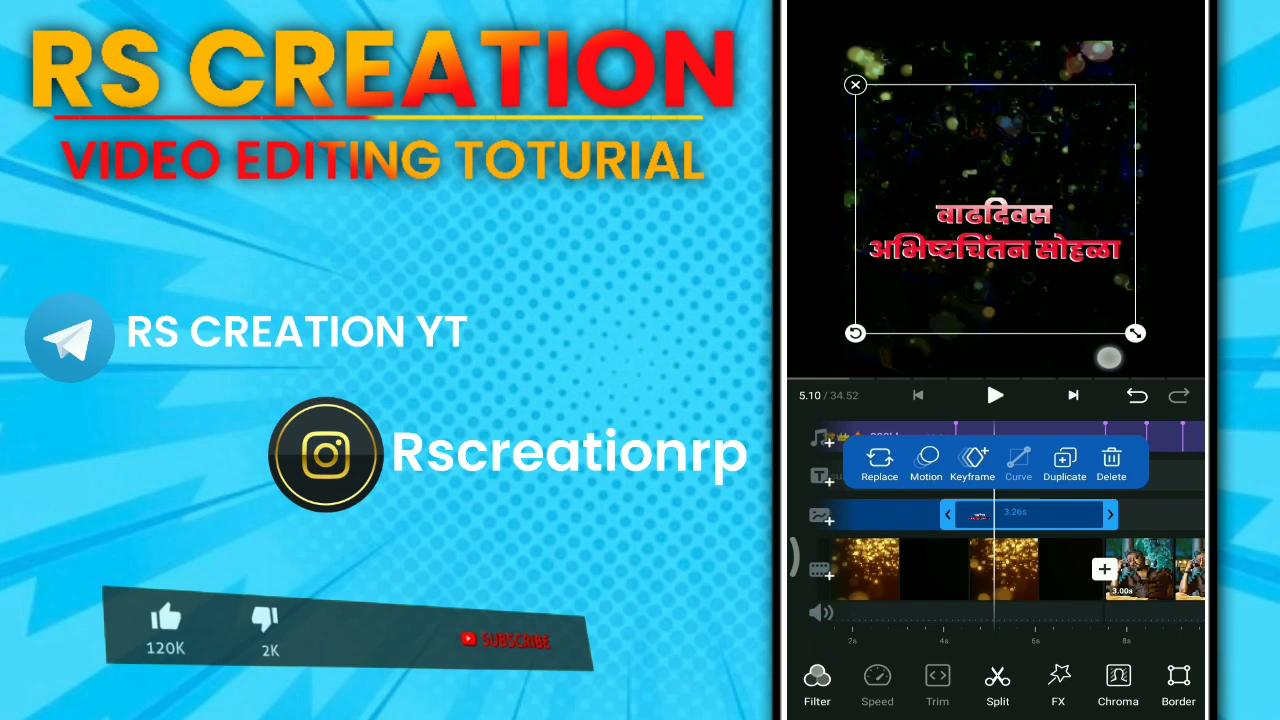 RS CREATION
VIDEO EDITING TOTURIAL
RS CREATION YT
Rscreationrp
120K
2K
SUBSCRIBE
वाढदिवस
अभिष्टचिंतन सोहळा
5.10 / 34.52
Replace Motion Keyframe Curve Duplicate Delete
3.26s
3.00s
2s 4s 6s 8s
Filter Speed Trim Split FX Chroma Border